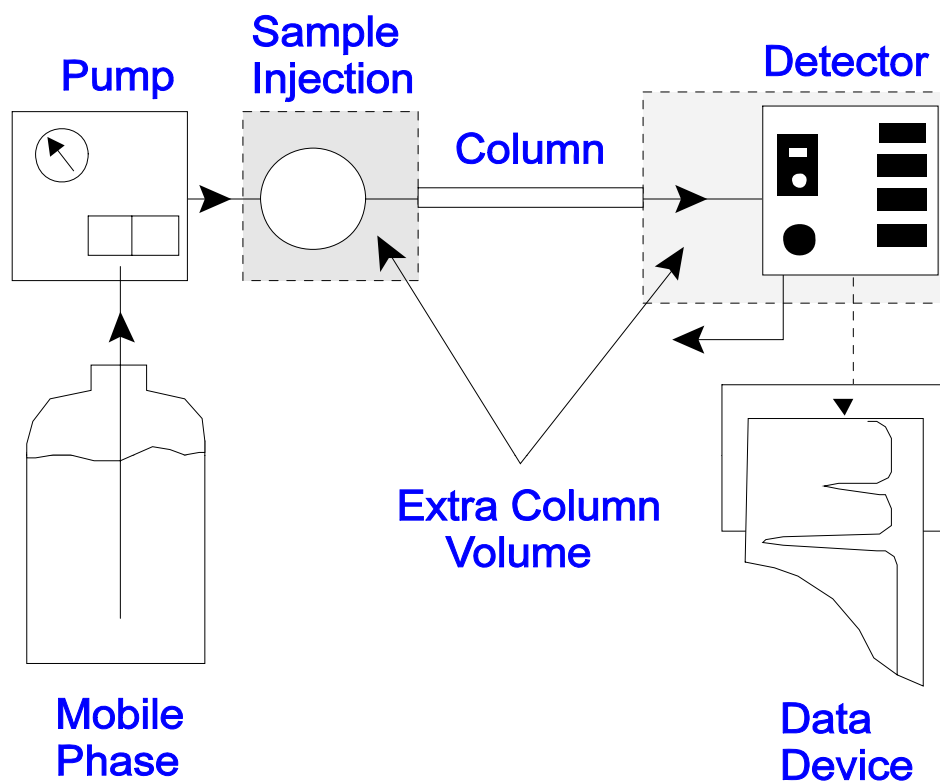 Sample
Injection
Pump
Detector
Column
Extra Column
Volume
Mobile
Phase
Data
Device